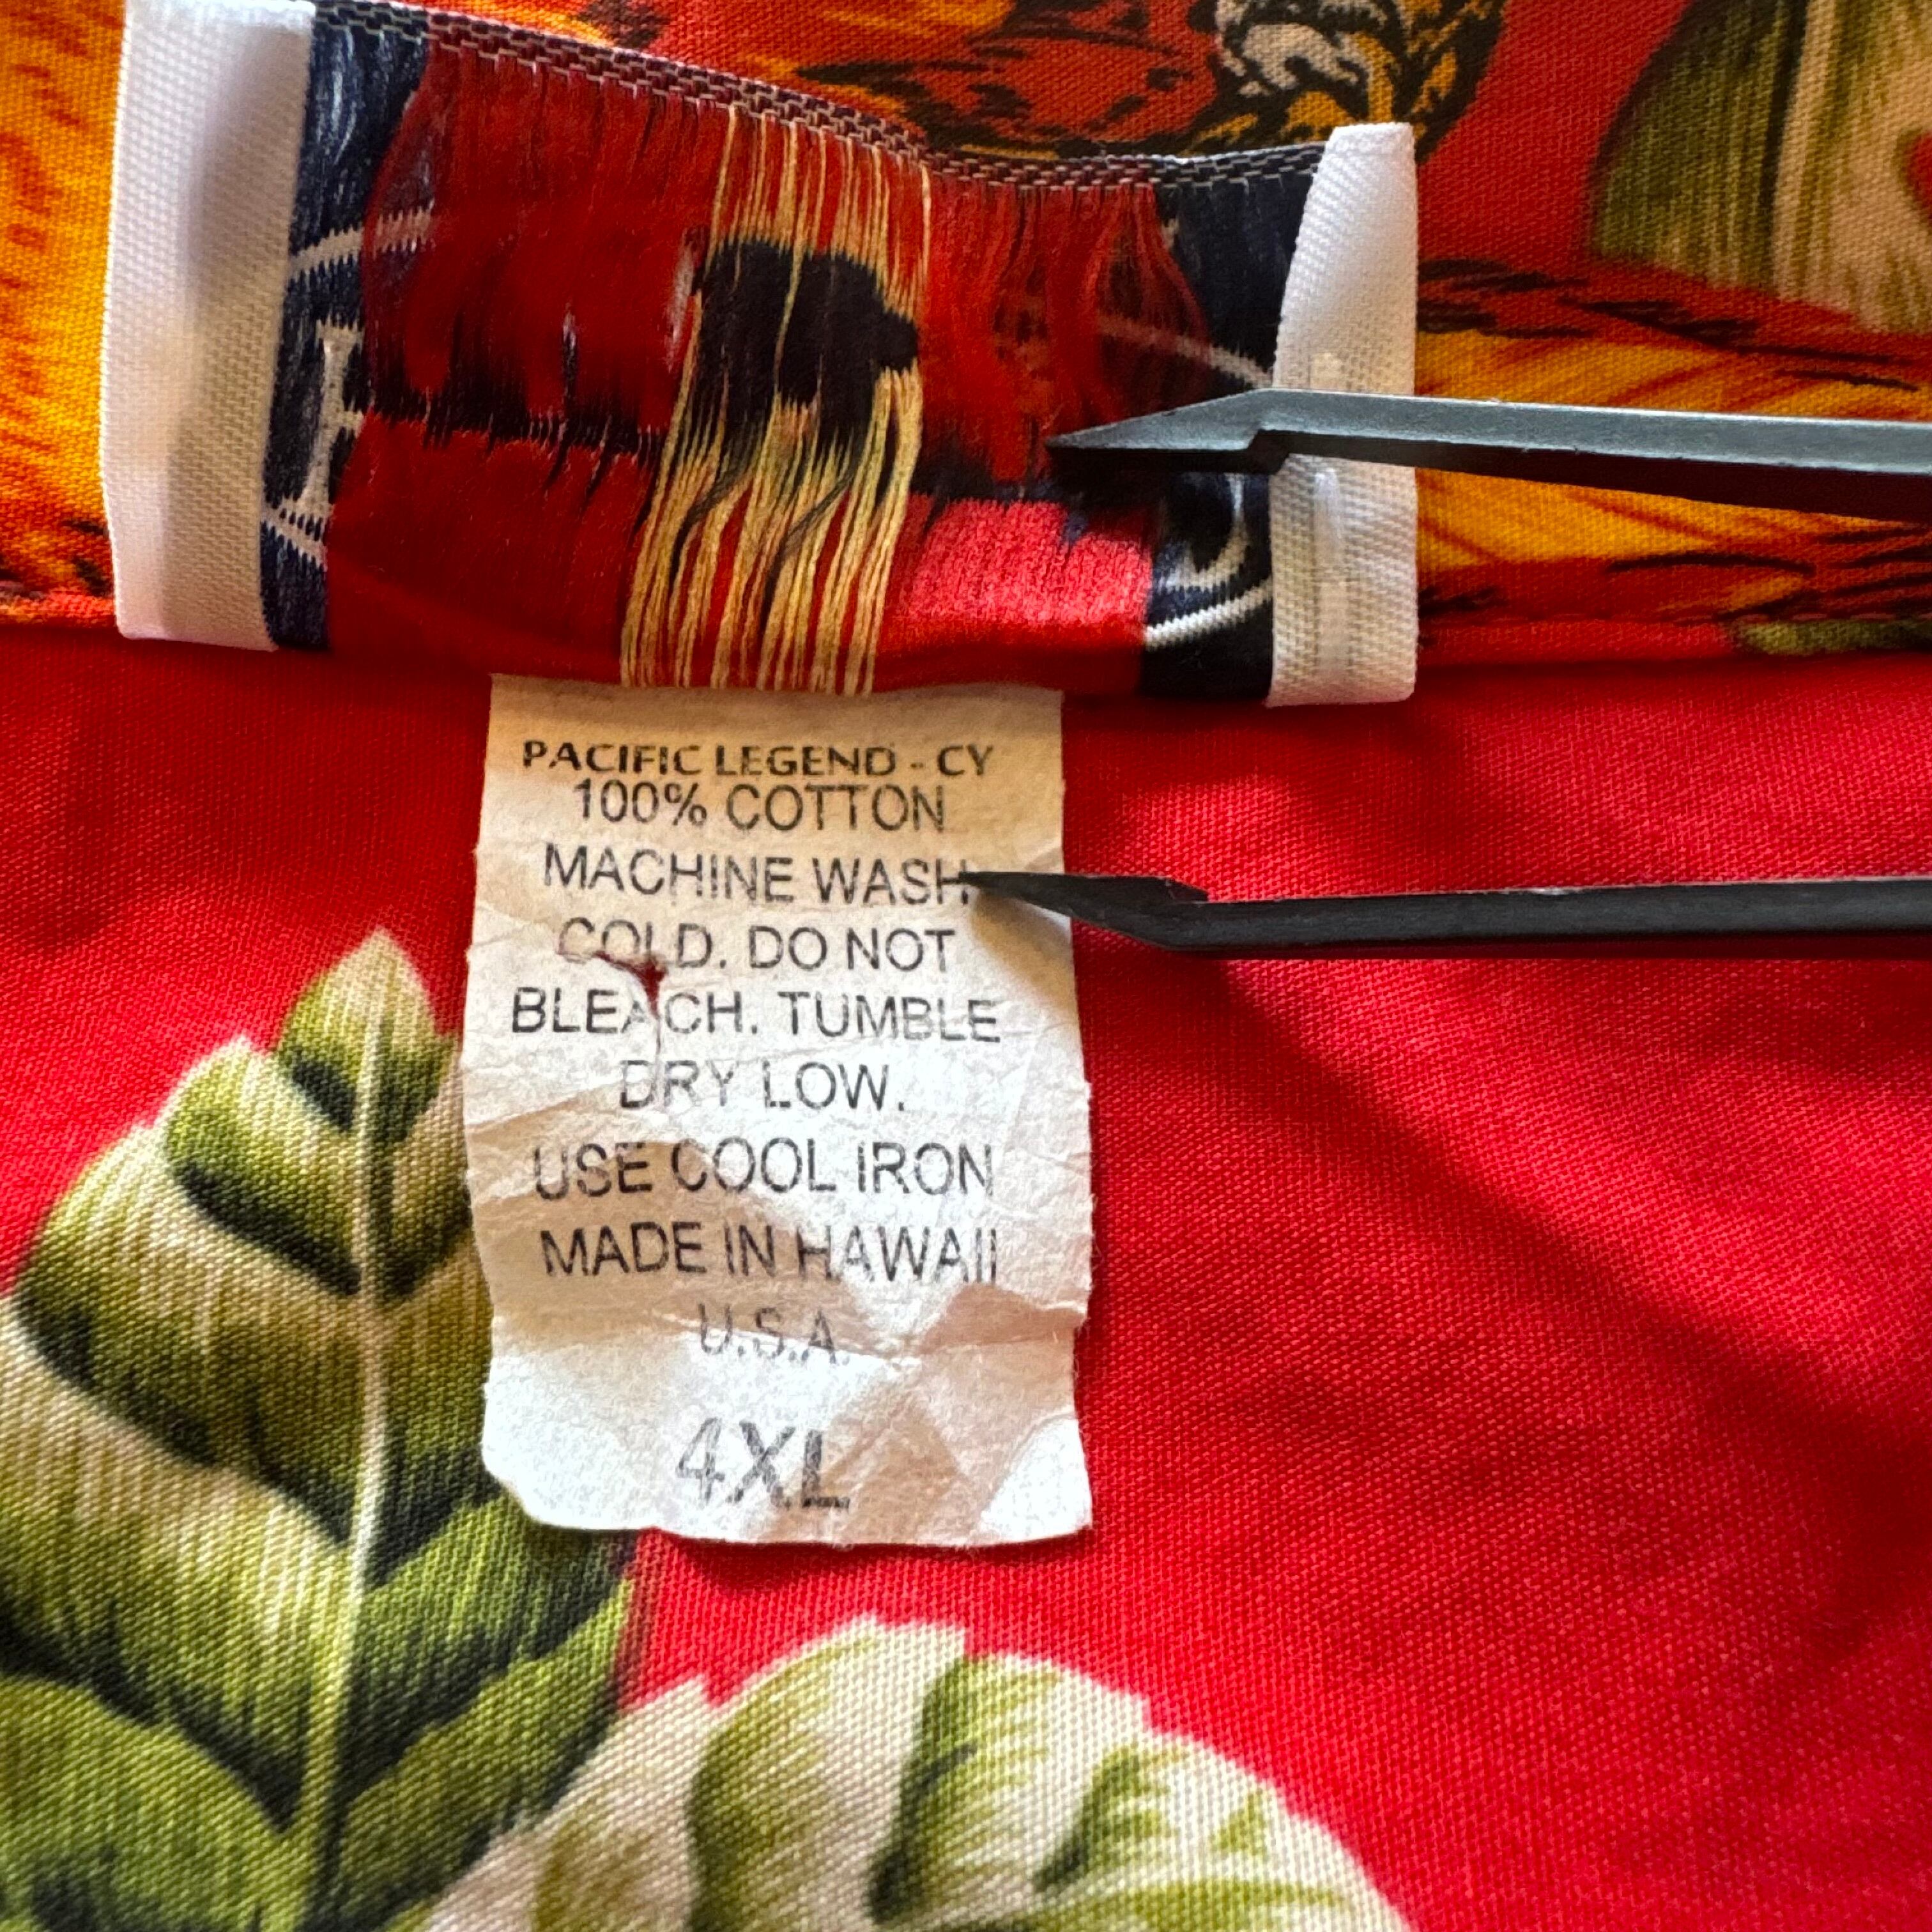 PACIFIC LEGEND - CY
100% COTTON
MACHINE WASH
COLD. DO NOT
BLEACH. TUMBLE
DRY LOW.
USE COOL IRON
MADE IN HAWAII
U.S.A.
4XL